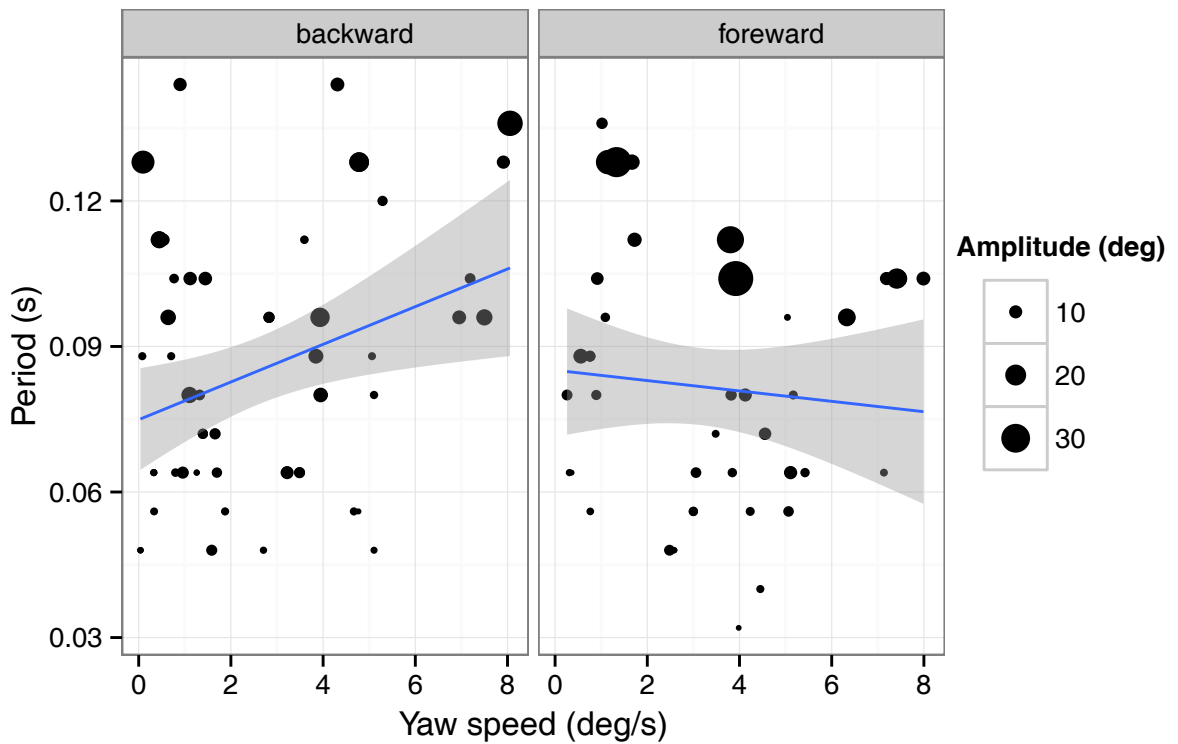 backward
foreward
Period (s)
0.12
0.09
0.06
0.03
0 2 4 6 8
0 2 4 6 8
Yaw speed (deg/s)
Amplitude (deg)
10
20
30